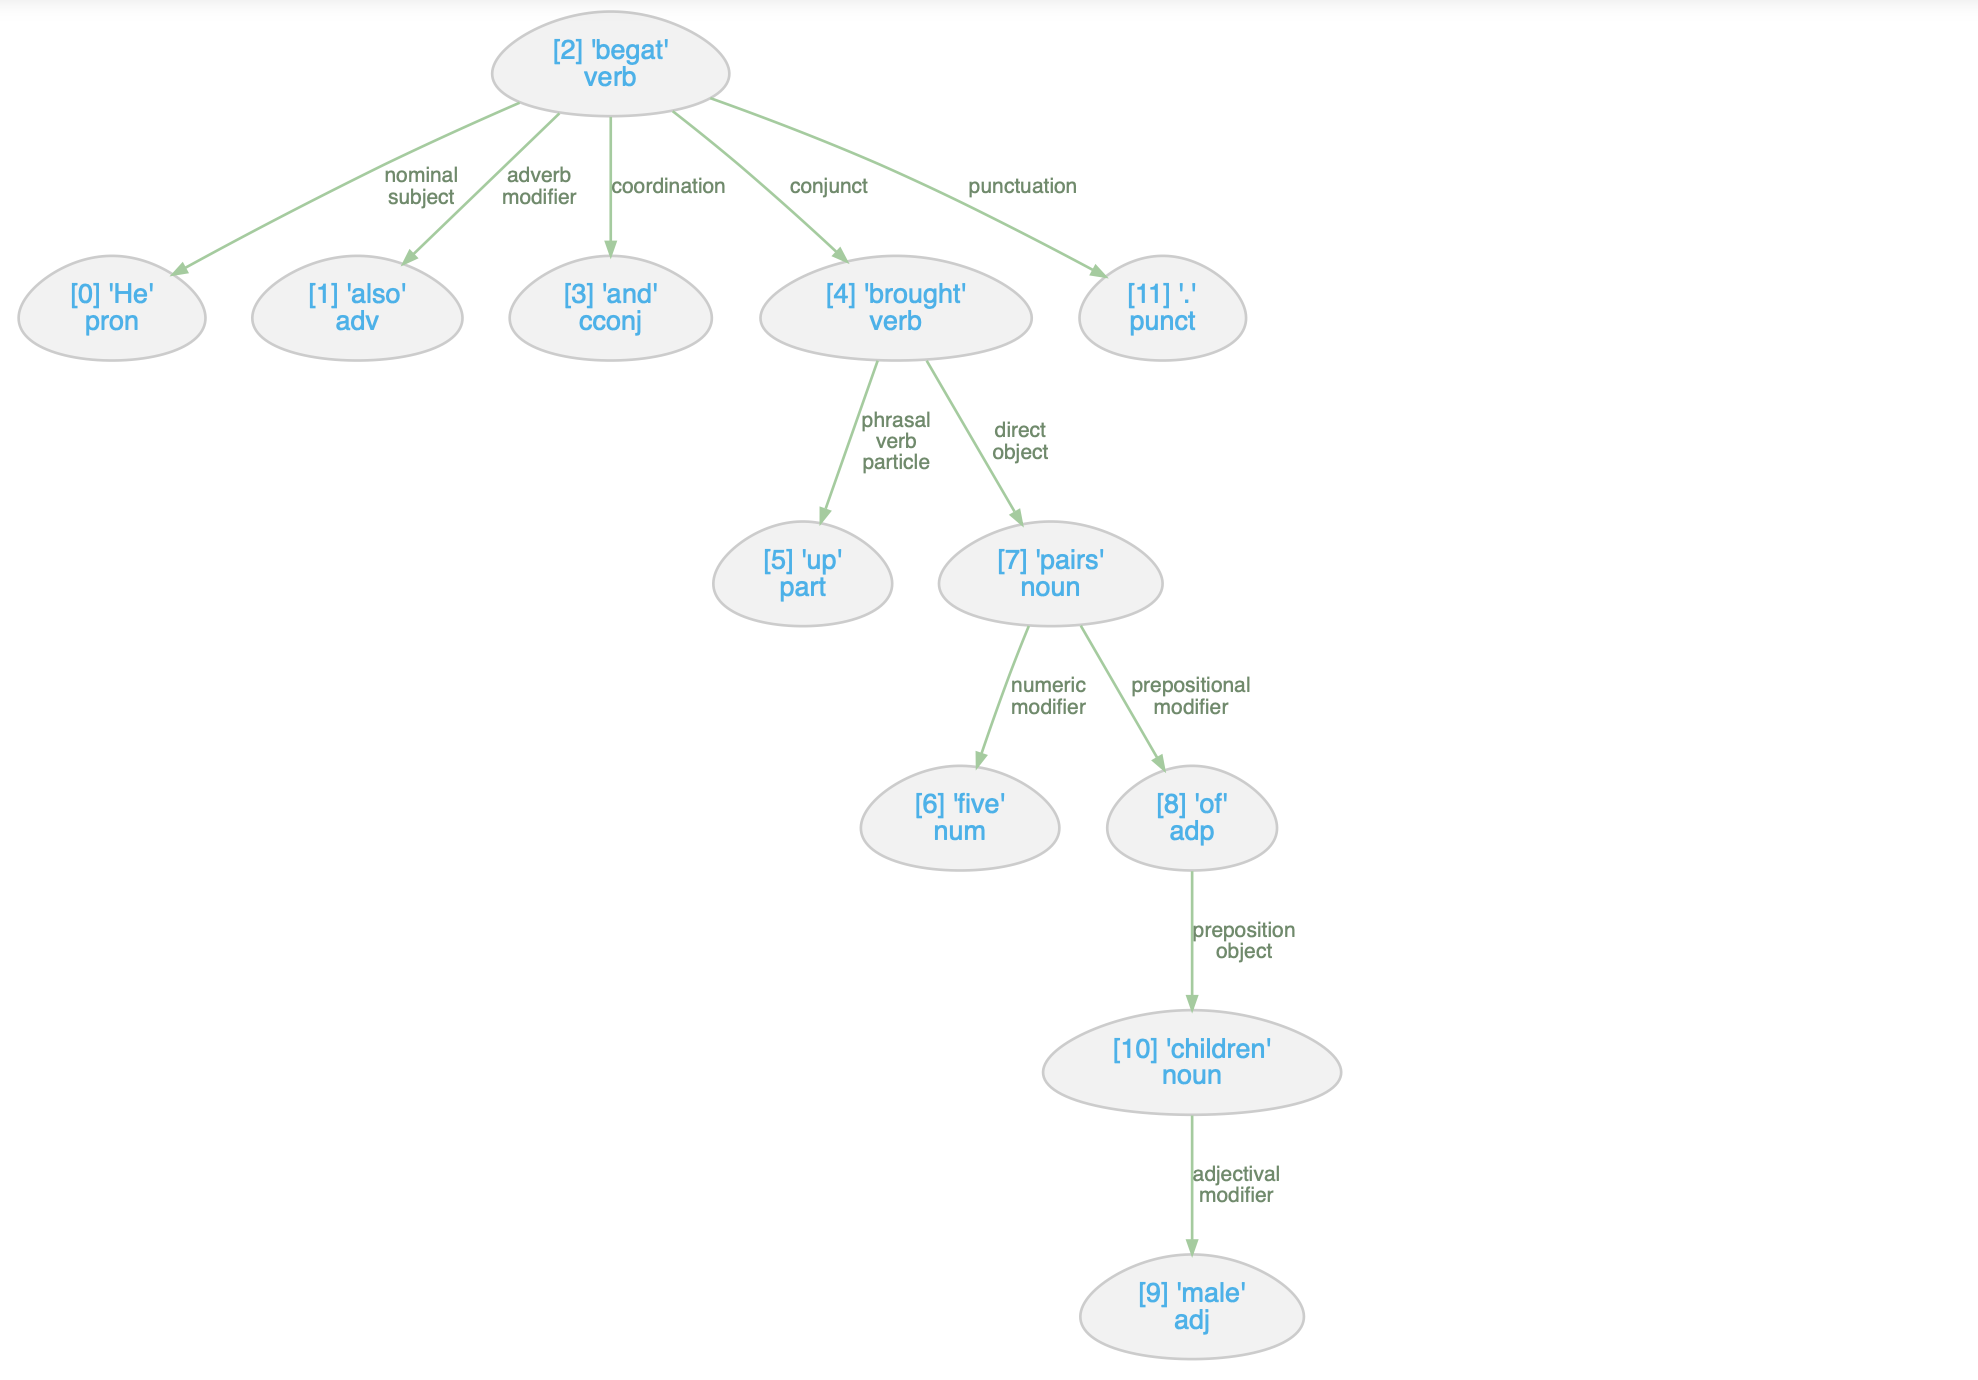 [2] 'begat'
verb
nominal
subject
adverb
modifier
coordination
conjunct
punctuation
[0] 'He'
pron
[1] 'also'
adv
[3] 'and'
cconj
[4] 'brought'
verb
[11] '.'
punct
phrasal
verb
particle
direct
object
[5] 'up'
part
[7] 'pairs'
noun
numeric
modifier
prepositional
modifier
[6] 'five'
num
[8] 'of'
adp
preposition
object
[10] 'children'
noun
adjectival
modifier
[9] 'male'
adj